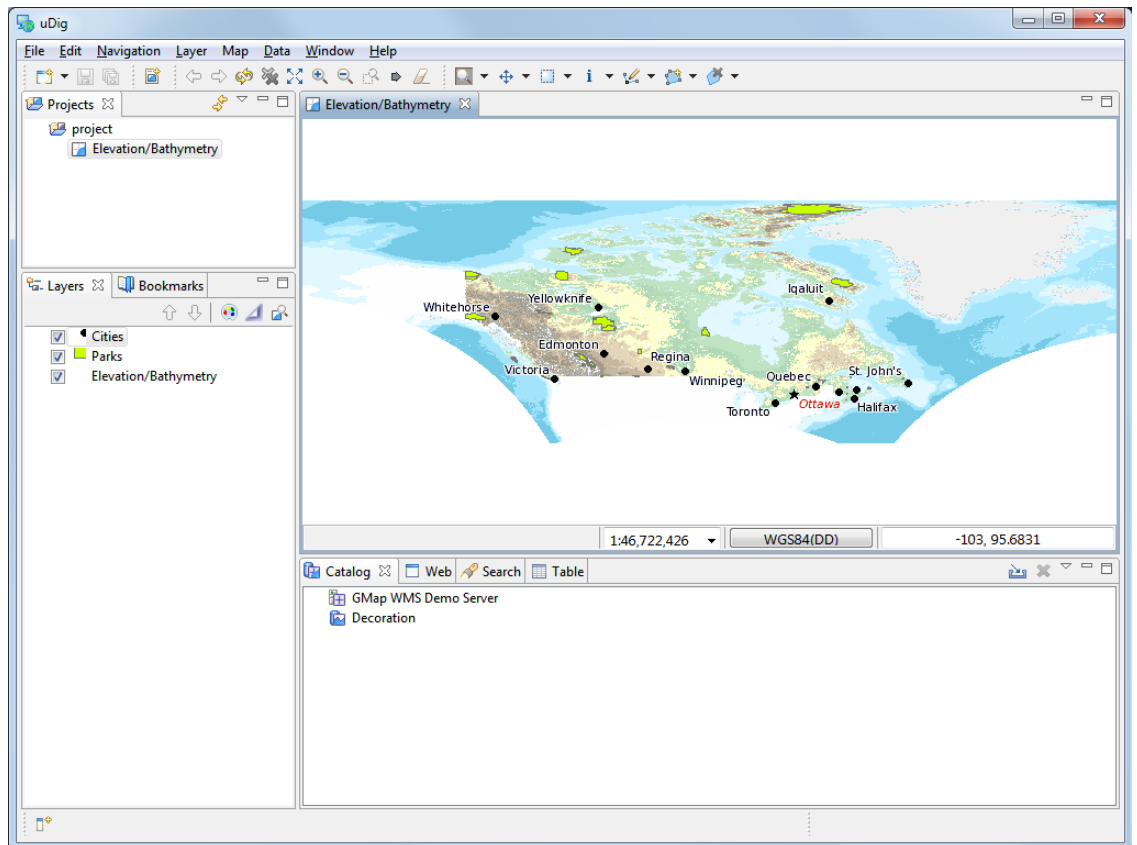 uDig
File Edit Navigation Layer Map Data Window Help
Projects
project
Elevation/Bathymetry
Layers Bookmarks
Cities
Parks
Elevation/Bathymetry
Elevation/Bathymetry
Iqaluit
Yellowknife
Whitehorse
Edmonton
Regina
Victoria
Winnipeg
Quebec
St. John's
Toronto
Ottawa
Halifax
1:46,722,426 WGS84(DD) -103, 95.6831
Catalog Web Search Table
GMap WMS Demo Server
Decoration